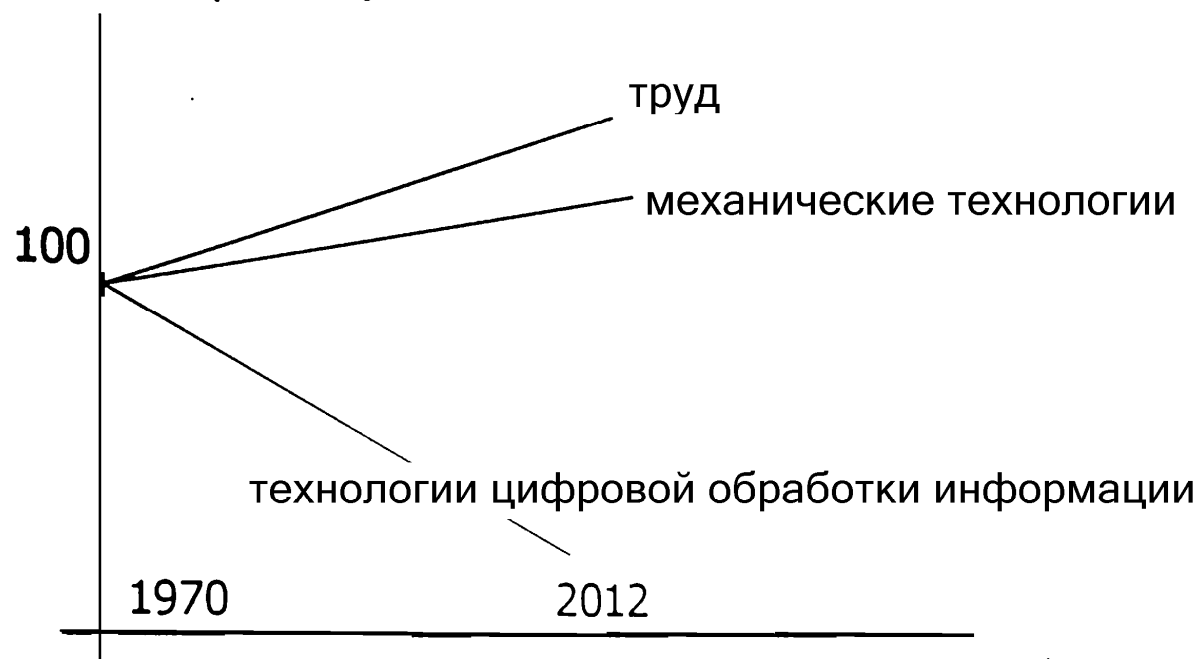 труд
механические технологии
100
технологии цифровой обработки информации
1970
2012